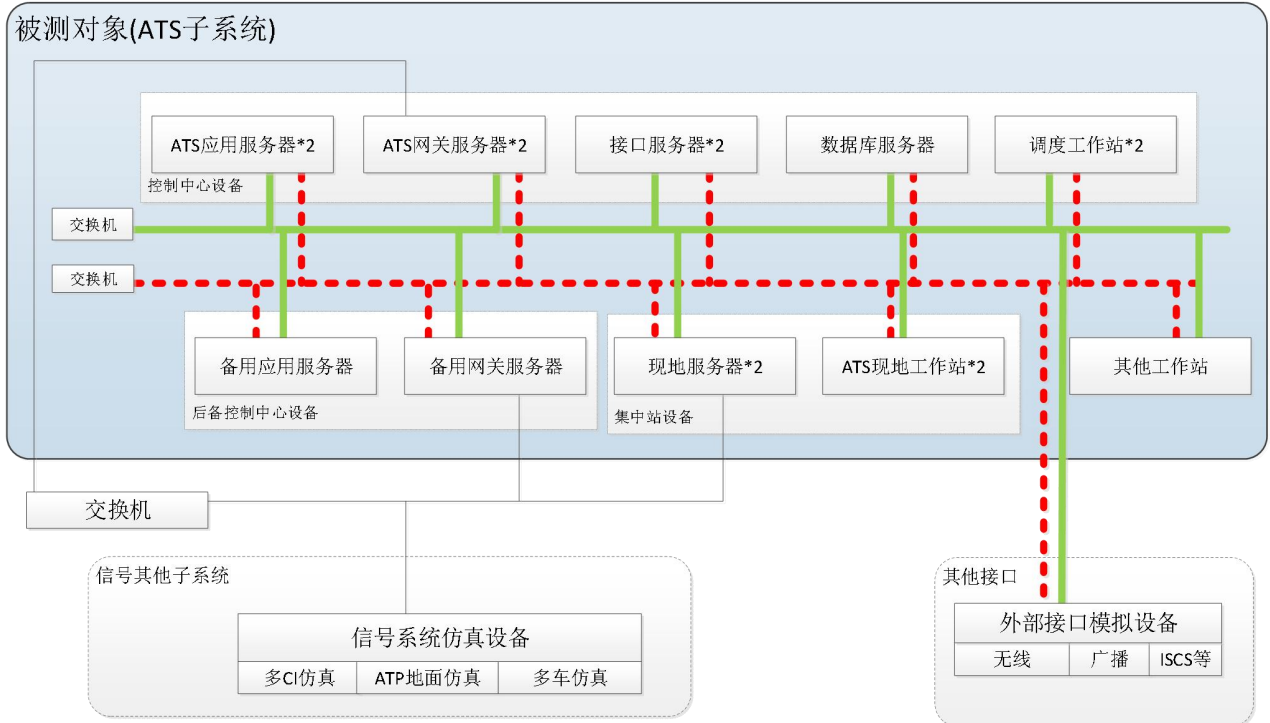 被测对象(ATS子系统)
ATS应用服务器*2
ATS网关服务器*2
接口服务器*2
数据库服务器
调度工作站*2
控制中心设备
交换机
交换机
备用应用服务器
备用网关服务器
现地服务器*2
ATS现地工作站*2
其他工作站
后备控制中心设备
集中站设备
交换机
信号其他子系统
信号系统仿真设备
多CI仿真
ATP地面仿真
多车仿真
其他接口
外部接口模拟设备
无线
广播
ISCS等